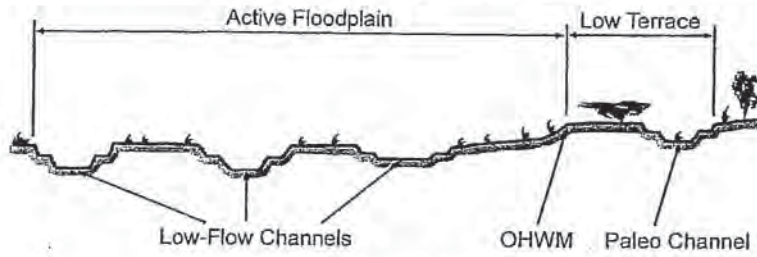 Active Floodplain
Low Terrace
Low-Flow Channels
OHWM
Paleo Channel